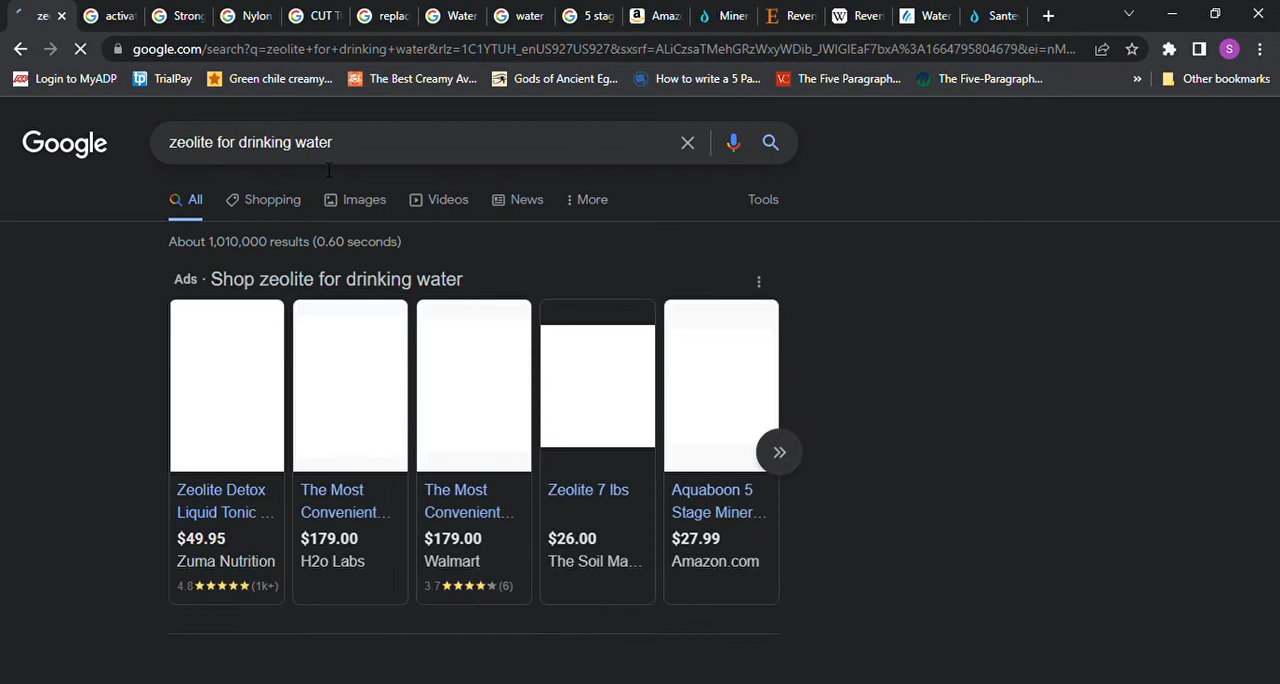 ze activa Strong Nylon CUT T replac Water water 5 stag Amaz Miner Revers Revers Water Sante
google.com/search?q=zeolite+for+drinking+water&rlz=1C1YTUH_enUS927US927&sxsrf=ALiCzsaTMehGRzWxyWDib_JWIGIEaF7bxA%3A1664795804679&ei=nM... S
Login to MyADP TrialPay Green chile creamy... The Best Creamy Av... Gods of Ancient Eg... How to write a 5 Pa... The Five Paragraph... The Five-Paragraph... » Other bookmarks
Google
zeolite for drinking water
All Shopping Images Videos News More Tools
About 1,010,000 results (0.60 seconds)
Ads · Shop zeolite for drinking water
Zeolite Detox Liquid Tonic ...
$49.95
Zuma Nutrition
4.8 ★★★★★ (1k+)
The Most Convenient...
$179.00
H2o Labs
The Most Convenient...
$179.00
Walmart
3.7 ★★★★★ (6)
Zeolite 7 lbs
$26.00
The Soil Ma...
Aquaboon 5 Stage Miner...
$27.99
Amazon.com